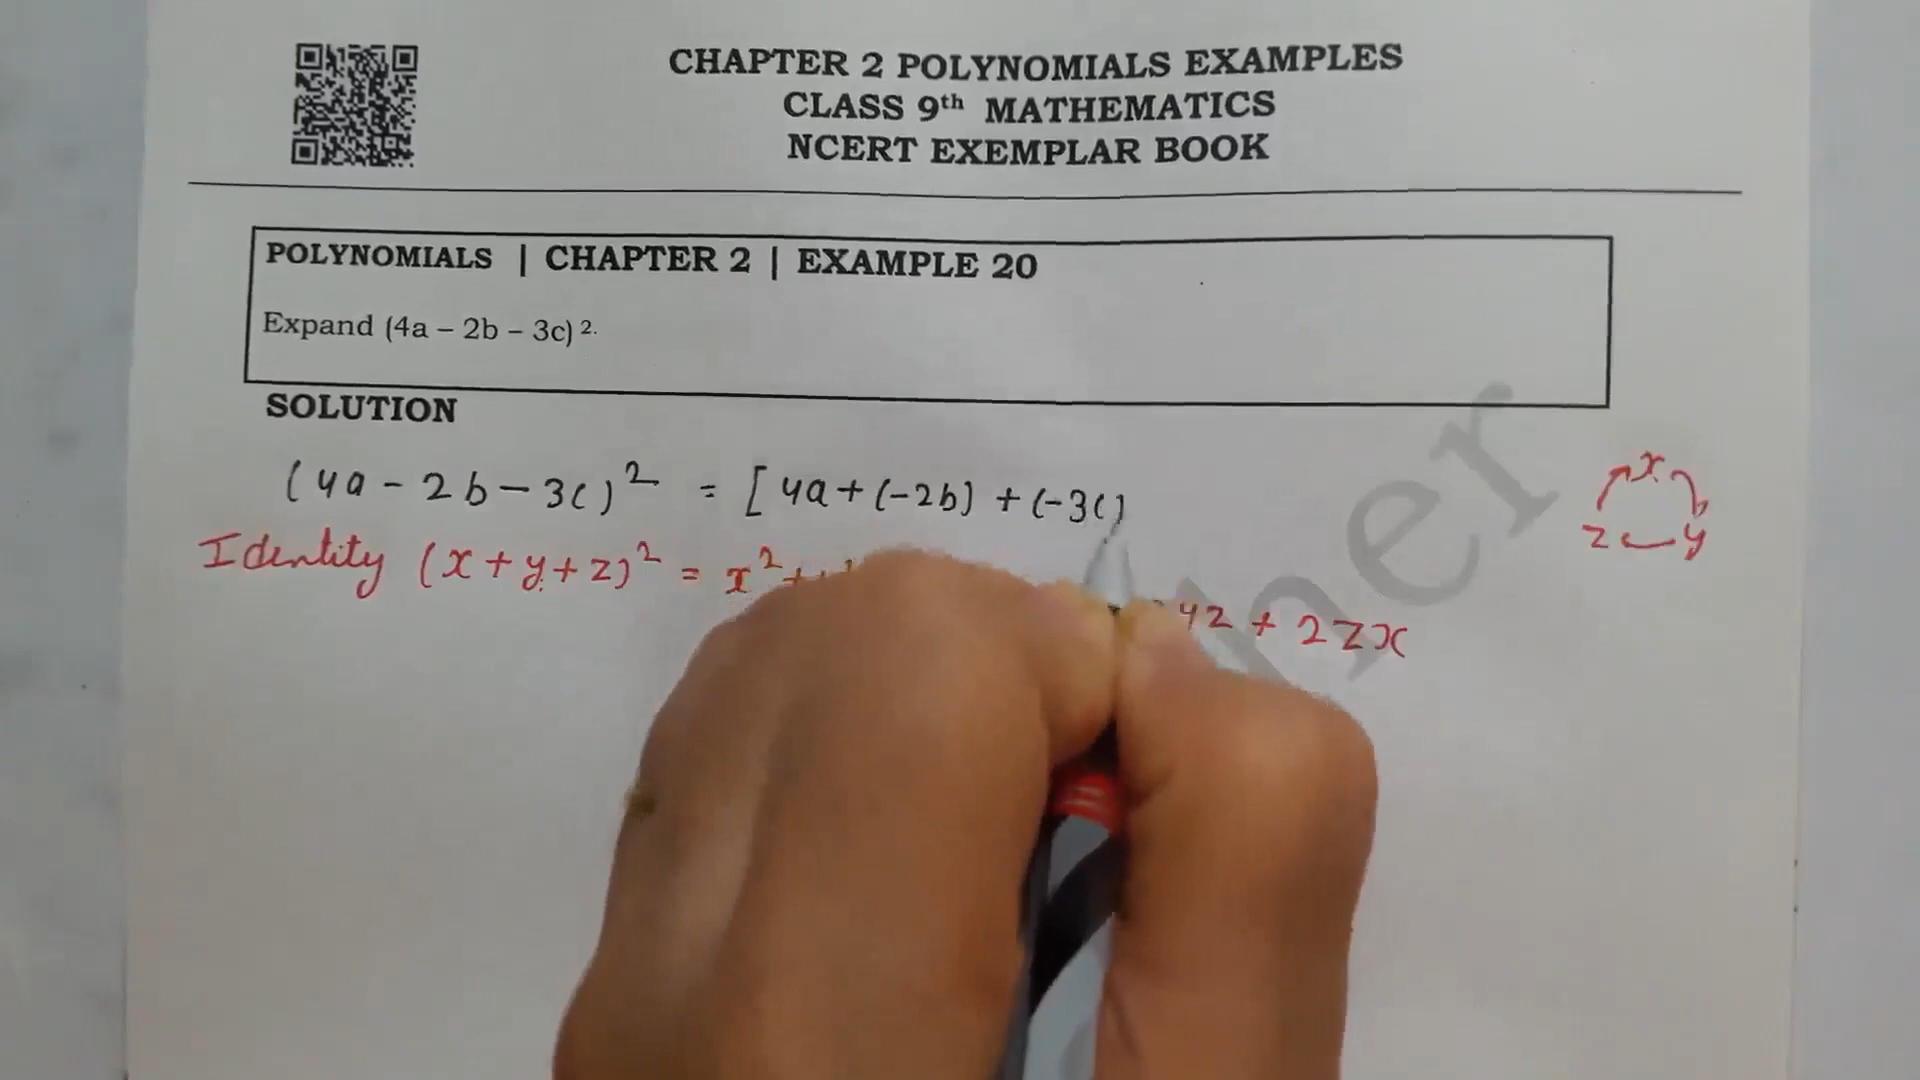 CHAPTER 2 POLYNOMIALS EXAMPLES
CLASS 9th MATHEMATICS
NCERT EXEMPLAR BOOK
POLYNOMIALS | CHAPTER 2 | EXAMPLE 20
Expand (4a – 2b – 3c) 2.
SOLUTION
(4a - 2b - 3c)² = [4a + (-2b) + (-3c)
Identity (x + y + z)² = x² + yz + 2zx
x
z y
her